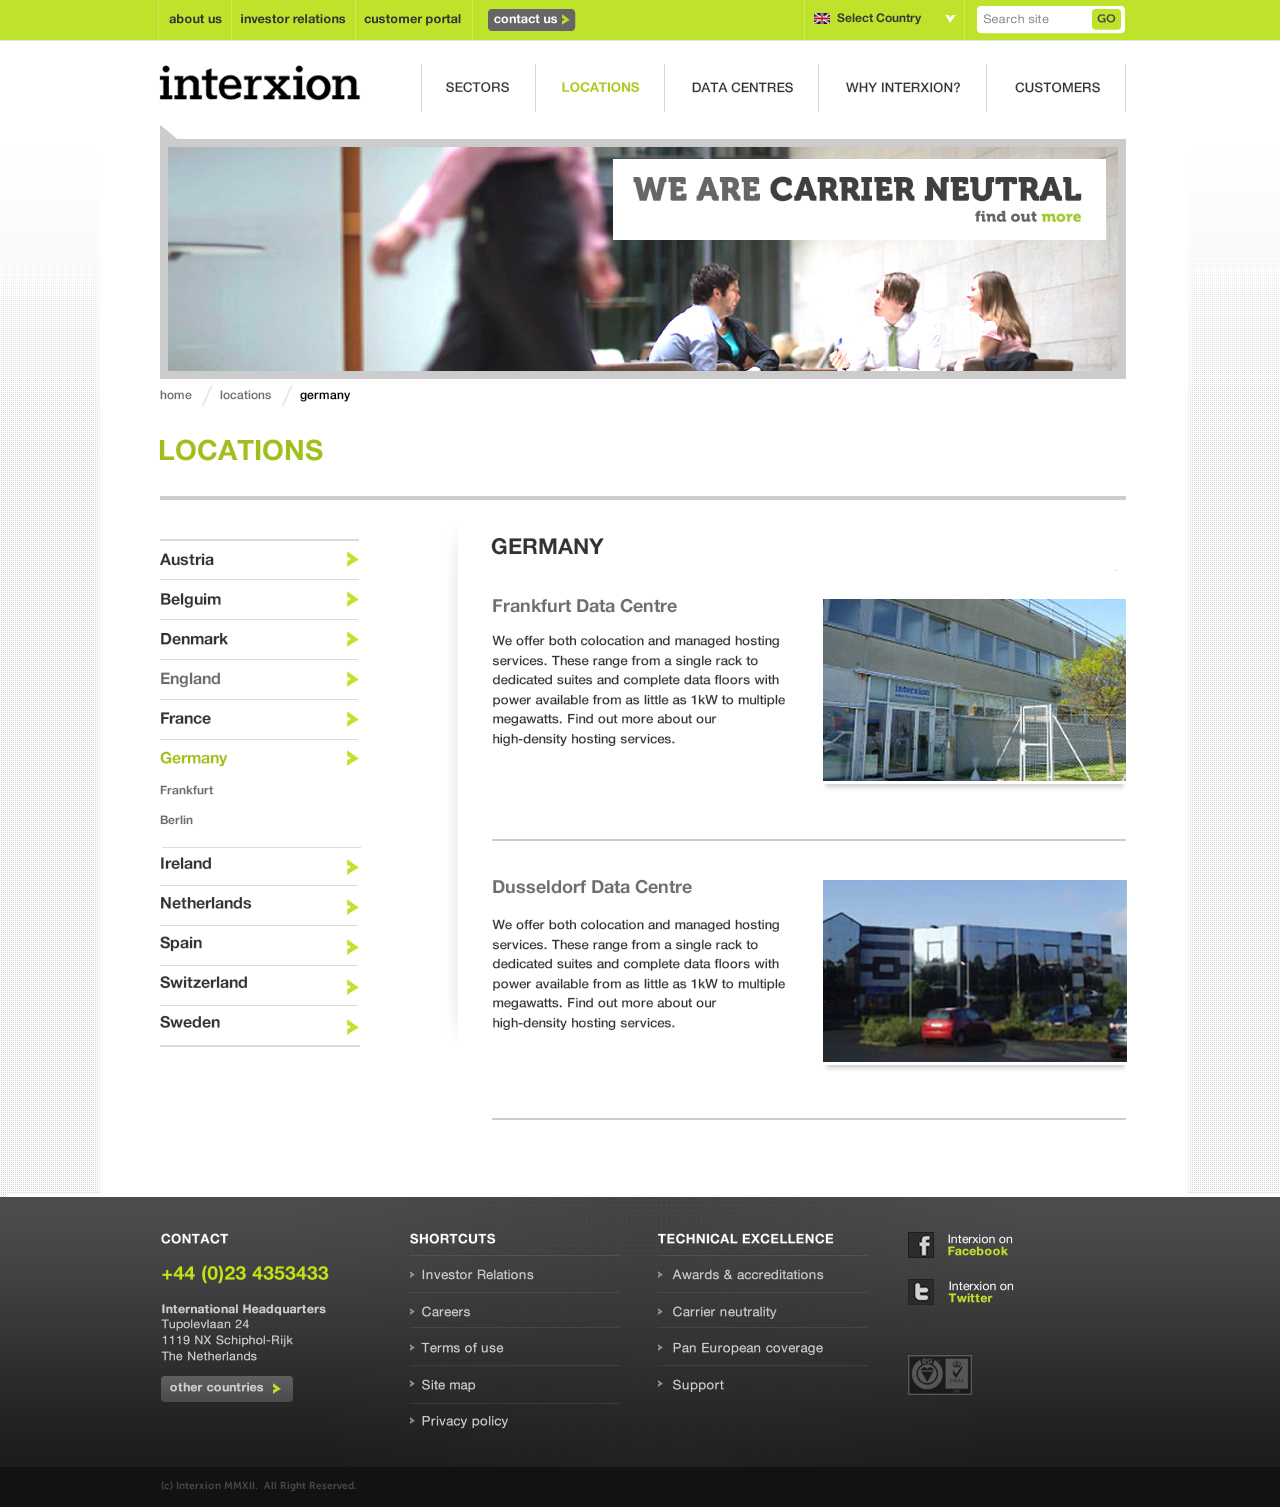 about us
investor relations
customer portal
contact us
Select Country
Search site
GO
interxion
SECTORS
LOCATIONS
DATA CENTRES
WHY INTERXION?
CUSTOMERS
WE ARE CARRIER NEUTRAL
find out more
home
locations
germany
LOCATIONS
Austria
Belguim
Denmark
England
France
Germany
Frankfurt
Berlin
Ireland
Netherlands
Spain
Switzerland
Sweden
GERMANY
Frankfurt Data Centre
We offer both colocation and managed hosting
services. These range from a single rack to
dedicated suites and complete data floors with
power available from as little as 1kW to multiple
megawatts. Find out more about our
high-density hosting services.
interxion
Dusseldorf Data Centre
We offer both colocation and managed hosting
services. These range from a single rack to
dedicated suites and complete data floors with
power available from as little as 1kW to multiple
megawatts. Find out more about our
high-density hosting services.
CONTACT
+44 (0)23 4353433
International Headquarters
Tupolevlaan 24
1119 NX Schiphol-Rijk
The Netherlands
other countries
SHORTCUTS
Investor Relations
Careers
Terms of use
Site map
Privacy policy
TECHNICAL EXCELLENCE
Awards & accreditations
Carrier neutrality
Pan European coverage
Support
Interxion on
Facebook
Interxion on
Twitter
(c) Interxion MMXII.  All Right Reserved.